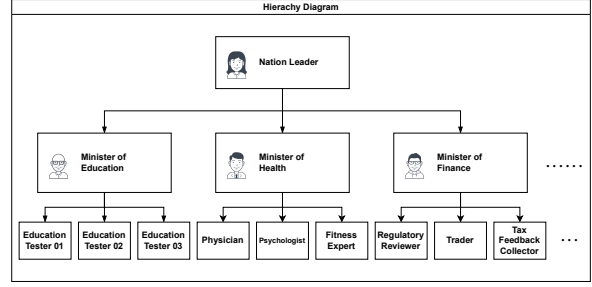 Hierachy Diagram
Nation Leader
Minister of
Education
Minister of
Health
Minister of
Finance
......
Education
Tester 01
Education
Tester 02
Education
Tester 03
Physician
Psychologist
Fitness
Expert
Regulatory
Reviewer
Trader
Tax
Feedback
Collector
...